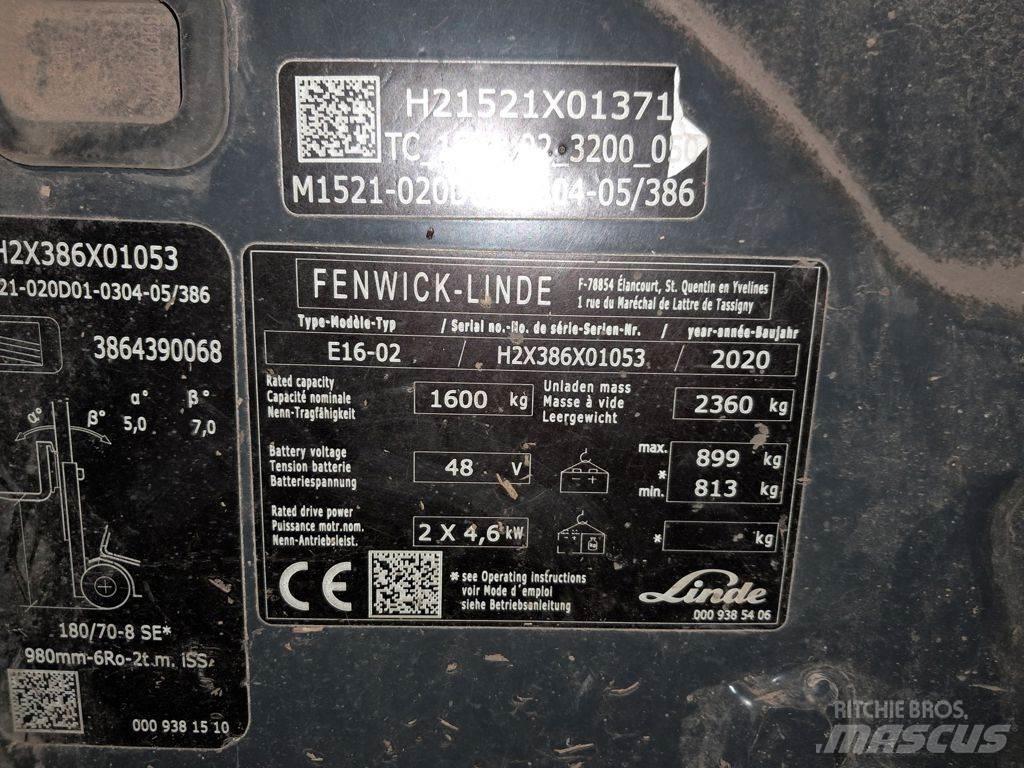 H21521X01371
3200
M1521-
04-05/386
H2X386X01053
21-020D01-0304-05/386
3864390068
α° β°
α° β° 5,0 7,0
180/70-8 SE*
980mm-6Ro-2t.m. ISS
000 938 15 10
FENWICK-LINDE
F-78854 Élancourt, St. Quentin en Yvelines
1 rue du Maréchal de Lattre de Tassigny
Type-Modèle-Typ / Serial no.-No. de série-Serien-Nr. / year-année-Baujahr
E16-02 / H2X386X01053 / 2020
Rated capacity
Capacité nominale
Nenn-Tragfähigkeit
1600 kg
Unladen mass
Masse à vide
Leergewicht
2360 kg
Battery voltage
Tension batterie
Batteriespannung
48 V
max. 899 kg
*
min. 813 kg
Rated drive power
Puissance motr.nom.
Nenn-Antriebsleist.
2 X 4,6 kW
* kg
CE
* see Operating instructions
voir Mode d'emploi
siehe Betriebsanleitung
Linde
000 938 54 06
RITCHIE BROS.
MASCUS